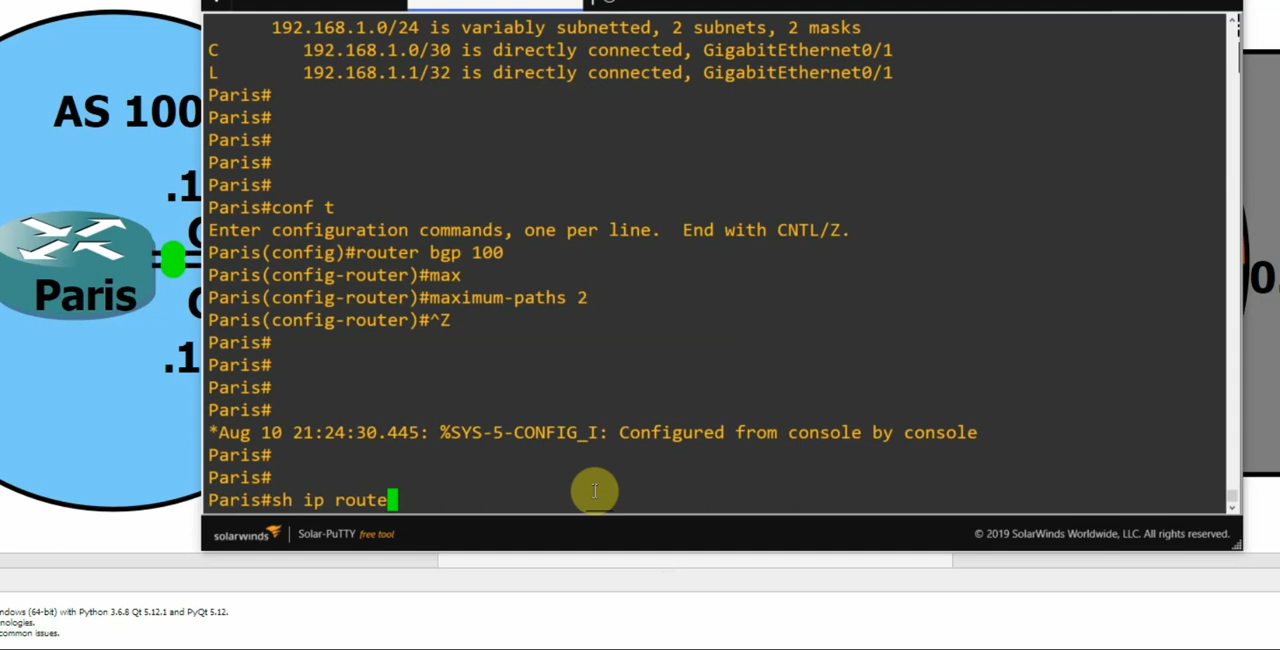 192.168.1.0/24 is variably subnetted, 2 subnets, 2 masks
C 192.168.1.0/30 is directly connected, GigabitEthernet0/1
L 192.168.1.1/32 is directly connected, GigabitEthernet0/1
Paris#
Paris#
Paris#
Paris#
Paris#
Paris#conf t
Enter configuration commands, one per line. End with CNTL/Z.
Paris(config)#router bgp 100
Paris(config-router)#max
Paris(config-router)#maximum-paths 2
Paris(config-router)#^Z
Paris#
Paris#
Paris#
Paris#
*Aug 10 21:24:30.445: %SYS-5-CONFIG_I: Configured from console by console
Paris#
Paris#
Paris#sh ip route
solarwinds Solar-PuTTY free tool © 2019 SolarWinds Worldwide, LLC. All rights reserved.
AS 100
.1
Paris
.1
ndows (64-bit) with Python 3.6.8 Qt 5.12.1 and PyQt 5.12.
nologies.
common issues.